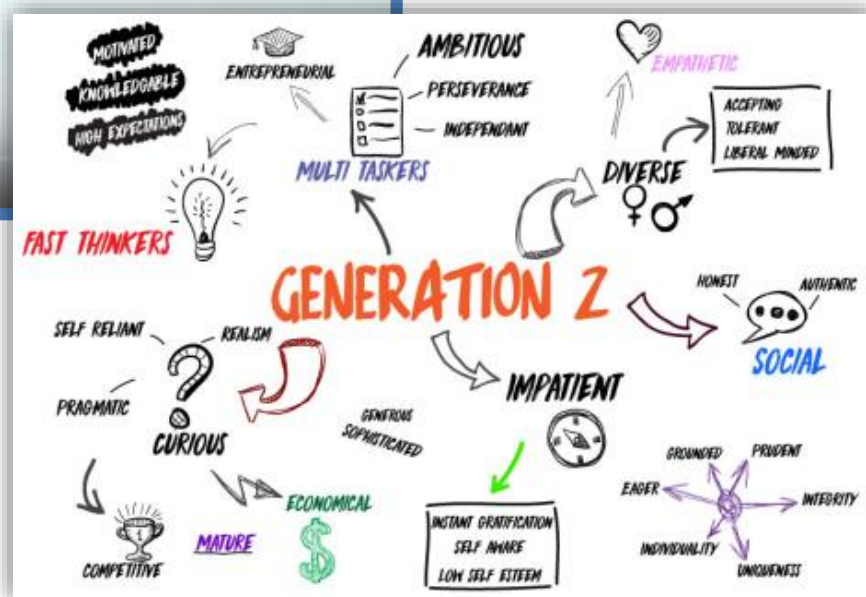 MOTIVATED
KNOWLEDGABLE
HIGH EXPECTATIONS
ENTREPRENEURIAL
AMBITIOUS
PERSEVERANCE
INDEPENDANT
MULTI TASKERS
EMPATHETIC
ACCEPTING
TOLERANT
LIBERAL MINDED
DIVERSE
FAST THINKERS
GENERATION Z
HONEST
AUTHENTIC
SOCIAL
SELF RELIANT
REALISM
PRAGMATIC
CURIOUS
IMPATIENT
GENEROUS
SOPHISTICATED
GROUNDED
PRUDENT
EAGER
INTEGRITY
INDIVIDUALITY
UNIQUENESS
ECONOMICAL
$
MATURE
COMPETITIVE
INSTANT GRATIFICATION
SELF AWARE
LOW SELF ESTEEM